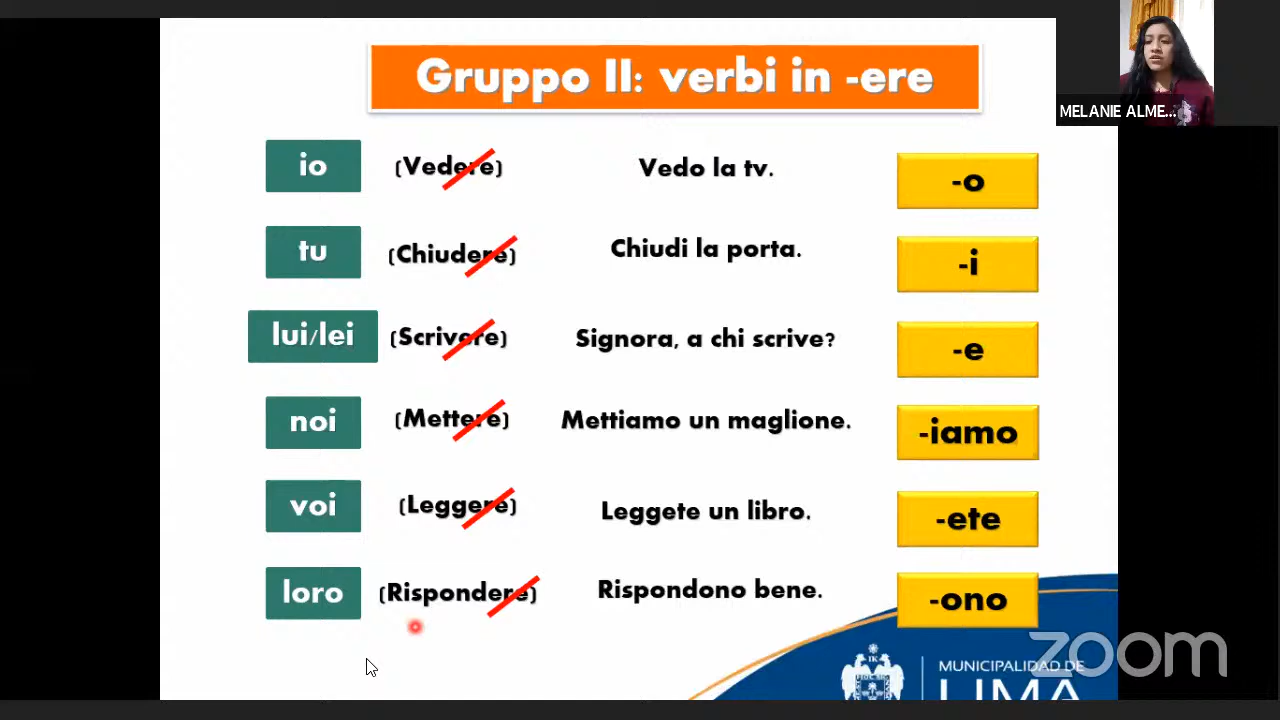 Gruppo II: verbi in -ere
MELANIE ALME...
io (Vedere) Vedo la tv. -o
tu (Chiudere) Chiudi la porta. -i
lui/lei (Scrivere) Signora, a chi scrive? -e
noi (Mettere) Mettiamo un maglione. -iamo
voi (Leggere) Leggete un libro. -ete
loro (Rispondere) Rispondono bene. -ono
zoom
MUNICIPALIDAD DE
LIMA